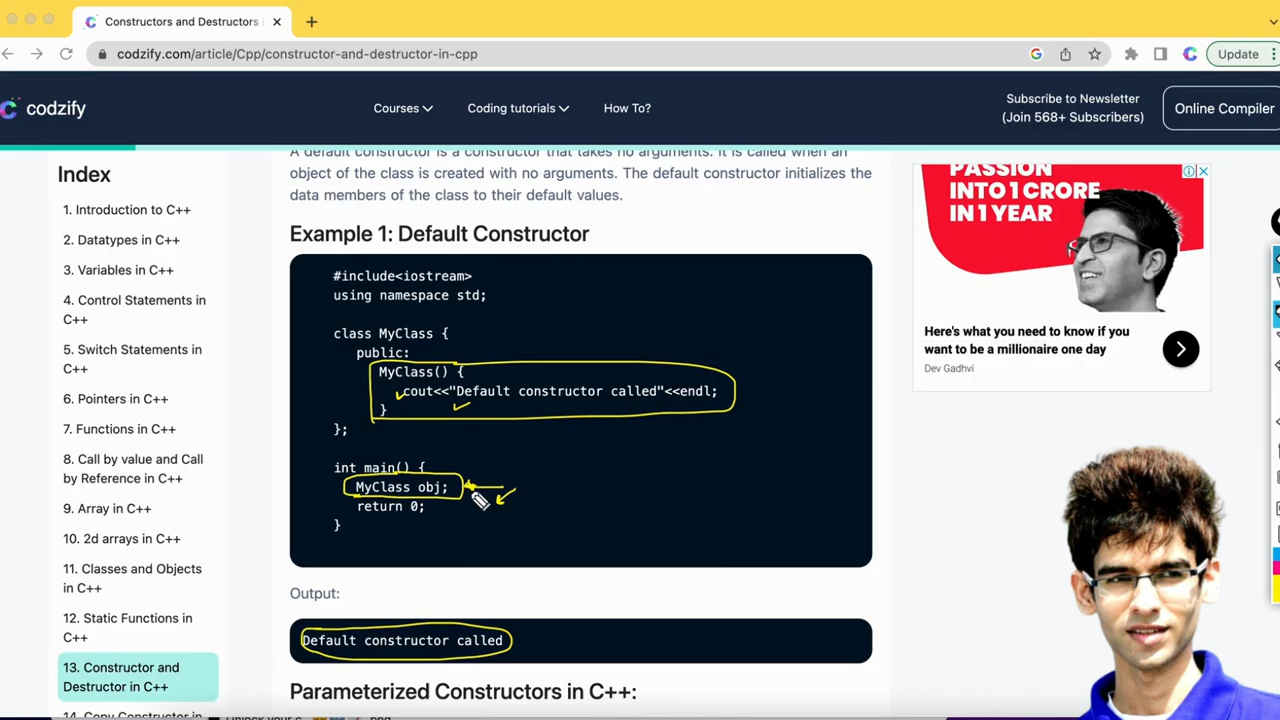 Constructors and Destructors i
codzify.com/article/Cpp/constructor-and-destructor-in-cpp
Update
codzify
Courses
Coding tutorials
How To?
Subscribe to Newsletter
(Join 568+ Subscribers)
Online Compiler
Index
1. Introduction to C++
2. Datatypes in C++
3. Variables in C++
4. Control Statements in
C++
5. Switch Statements in
C++
6. Pointers in C++
7. Functions in C++
8. Call by value and Call
by Reference in C++
9. Array in C++
10. 2d arrays in C++
11. Classes and Objects
in C++
12. Static Functions in
C++
13. Constructor and
Destructor in C++
14. Copy Constructor in
A default constructor is a constructor that takes no arguments. It is called when an
object of the class is created with no arguments. The default constructor initializes the
data members of the class to their default values.
Example 1: Default Constructor
#include<iostream>
using namespace std;
class MyClass {
public:
MyClass() {
cout<<"Default constructor called"<<endl;
}
};
int main() {
MyClass obj;
return 0;
}
Output:
Default constructor called
Parameterized Constructors in C++:
PASSION
INTO 1 CRORE
IN 1 YEAR
Here's what you need to know if you
want to be a millionaire one day
Dev Gadhvi